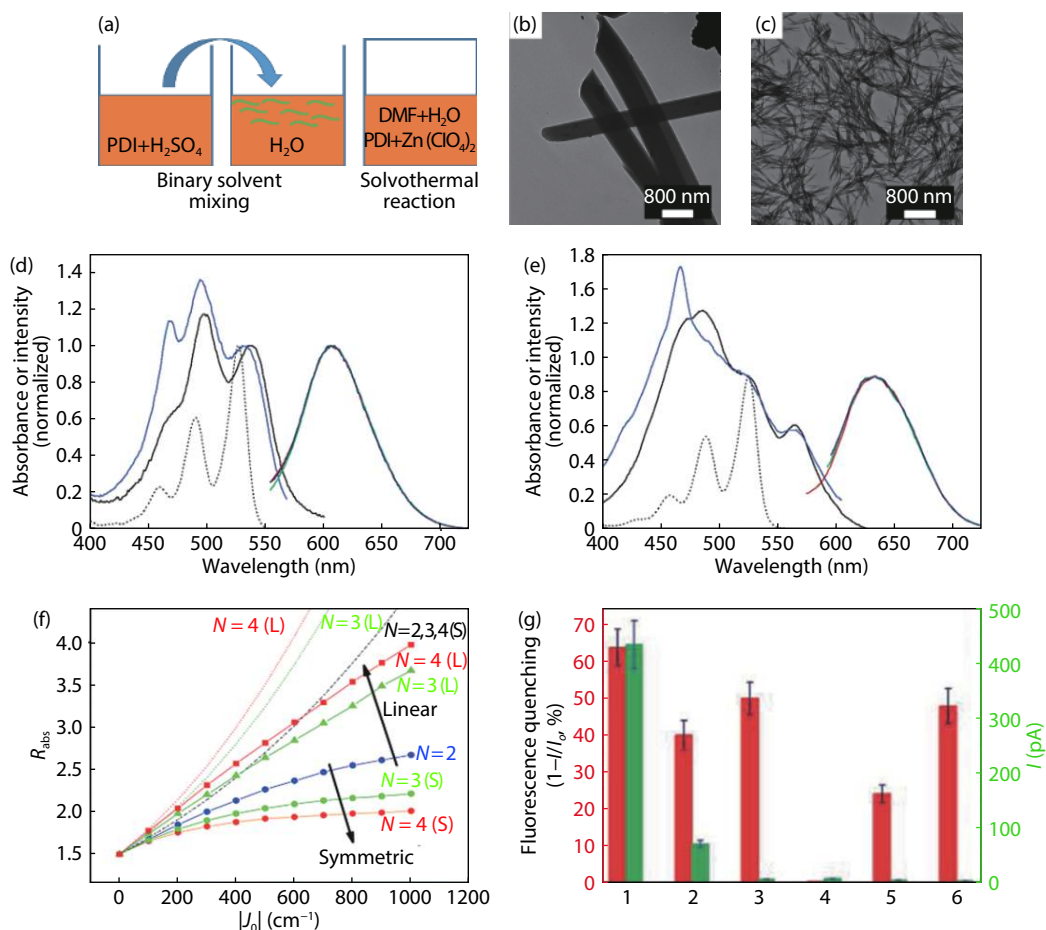 (a)
PDI+H₂SO₄
H₂O
DMF+H₂O
PDI+Zn (ClO₄)₂
Binary solvent
mixing
Solvothermal
reaction
(b)
800 nm
(c)
800 nm
(d)
Absorbance or intensity
(normalized)
1.4
1.2
1.0
0.8
0.6
0.4
0.2
0
400 450 500 550 600 650 700
Wavelength (nm)
(e)
Absorbance or intensity
(normalized)
1.8
1.6
1.4
1.2
1.0
0.8
0.6
0.4
1.2
0
400 450 500 550 600 650 700
Wavelength (nm)
(f)
R_abs
4.0
3.5
3.0
2.5
2.0
1.5
N = 4 (L)
N = 3 (L)
N=2,3,4(S)
N = 4 (L)
N = 3 (L)
Linear
N=2
N = 3 (S)
N = 4 (S)
Symmetric
0 200 400 600 800 1000 1200
|J₀| (cm⁻¹)
(g)
Fluorescence quenching
(1−I/I₀, %)
70
60
50
40
30
20
10
0
1 2 3 4 5 6
500
400
300
200
100
0
I (pA)